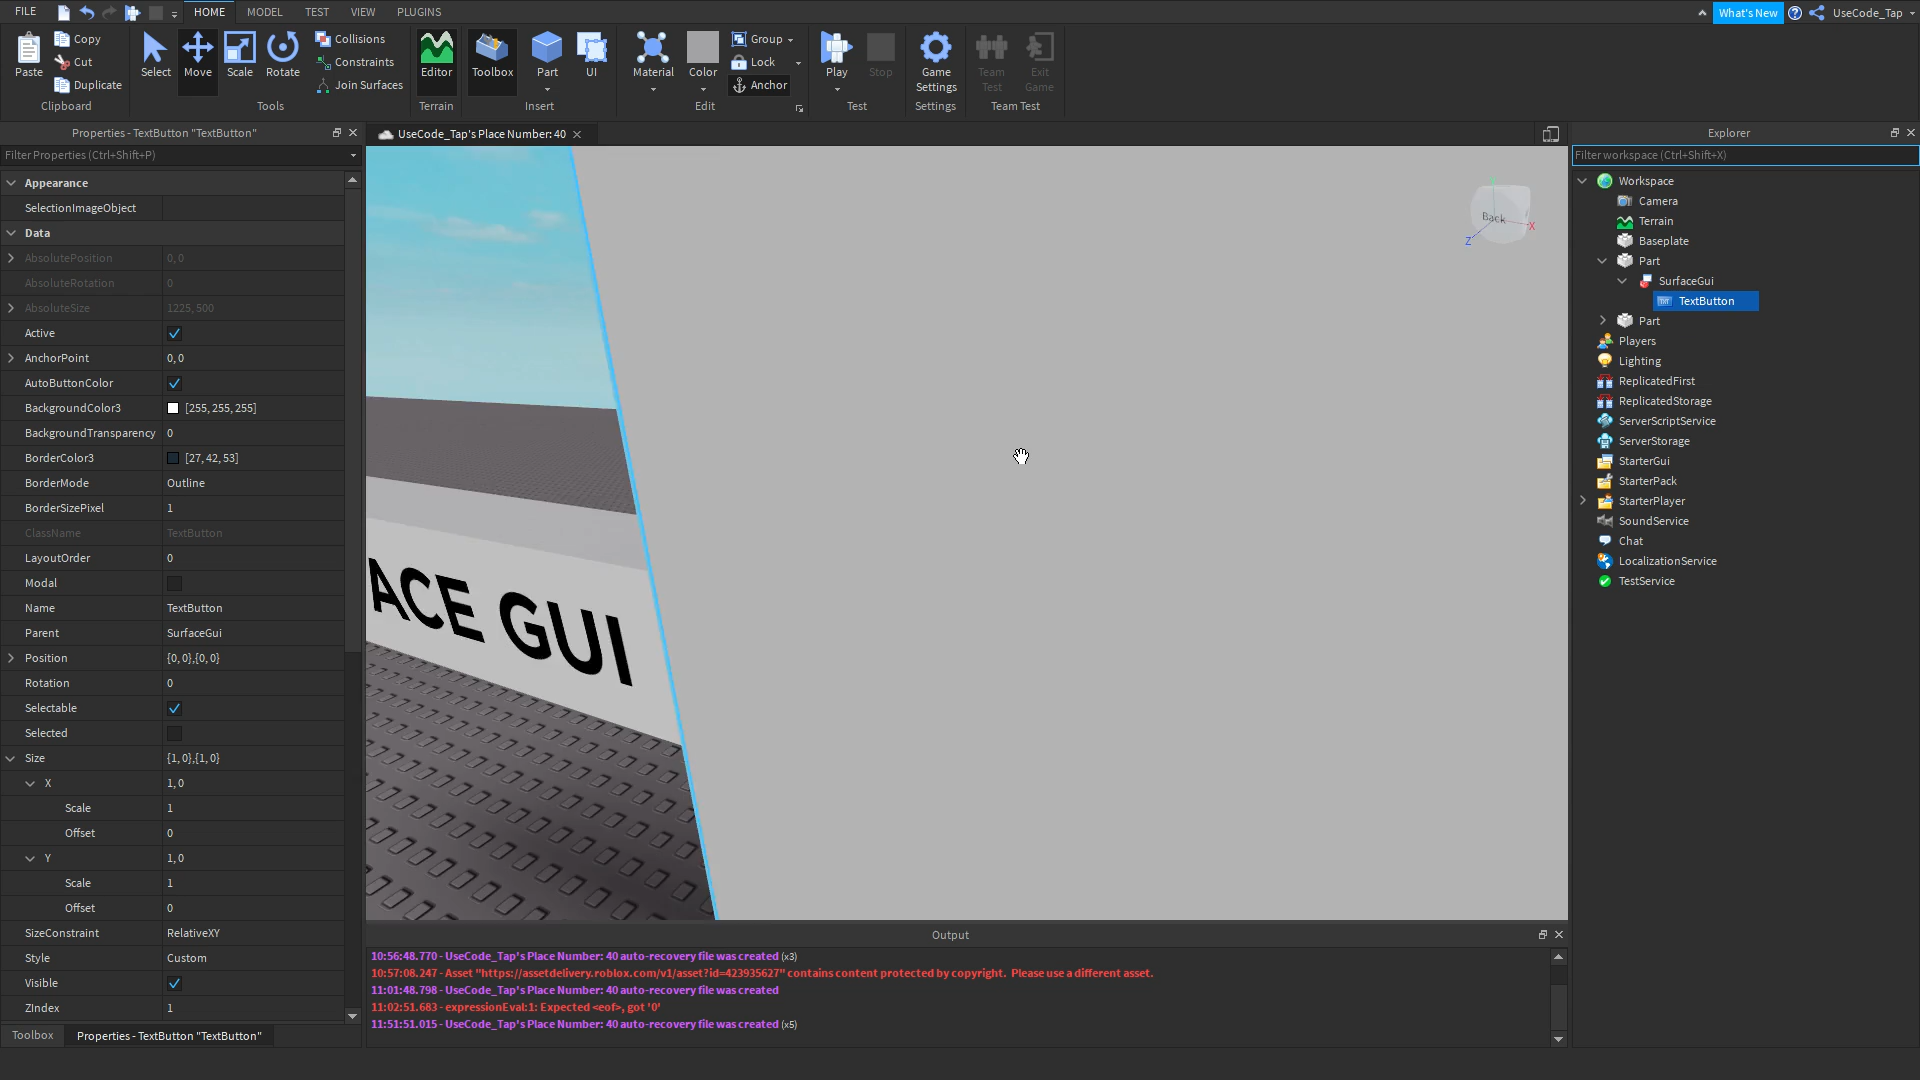 FILE HOME MODEL TEST VIEW PLUGINS What's New UseCode_Tap
Paste Copy Cut Duplicate Clipboard
Select Move Scale Rotate Collisions Constraints Join Surfaces Tools
Editor Terrain
Toolbox Part UI Insert
Material Color Group Lock Anchor Edit
Play Stop Test
Game Settings Settings
Team Test Exit Game Team Test
Properties - TextButton "TextButton"
Filter Properties (Ctrl+Shift+P)
Appearance
SelectionImageObject
Data
AbsolutePosition 0, 0
AbsoluteRotation 0
AbsoluteSize 1225, 500
Active
AnchorPoint 0, 0
AutoButtonColor
BackgroundColor3 [255, 255, 255]
BackgroundTransparency 0
BorderColor3 [27, 42, 53]
BorderMode Outline
BorderSizePixel 1
ClassName TextButton
LayoutOrder 0
Modal
Name TextButton
Parent SurfaceGui
Position {0, 0},{0, 0}
Rotation 0
Selectable
Selected
Size {1, 0},{1, 0}
X 1, 0
Scale 1
Offset 0
Y 1, 0
Scale 1
Offset 0
SizeConstraint RelativeXY
Style Custom
Visible
ZIndex 1
Toolbox Properties - TextButton "TextButton"
UseCode_Tap's Place Number: 40
Back
X
Z
ACE GUI
Output
10:56:48.770 - UseCode_Tap's Place Number: 40 auto-recovery file was created (x3)
10:57:08.247 - Asset "https://assetdelivery.roblox.com/v1/asset?id=423935627" contains content protected by copyright. Please use a different asset.
11:01:48.798 - UseCode_Tap's Place Number: 40 auto-recovery file was created
11:02:51.683 - expressionEval:1: Expected <eof>, got '0'
11:51:51.015 - UseCode_Tap's Place Number: 40 auto-recovery file was created (x5)
Explorer
Filter workspace (Ctrl+Shift+X)
Workspace
Camera
Terrain
Baseplate
Part
SurfaceGui
TextButton
Part
Players
Lighting
ReplicatedFirst
ReplicatedStorage
ServerScriptService
ServerStorage
StarterGui
StarterPack
StarterPlayer
SoundService
Chat
LocalizationService
TestService